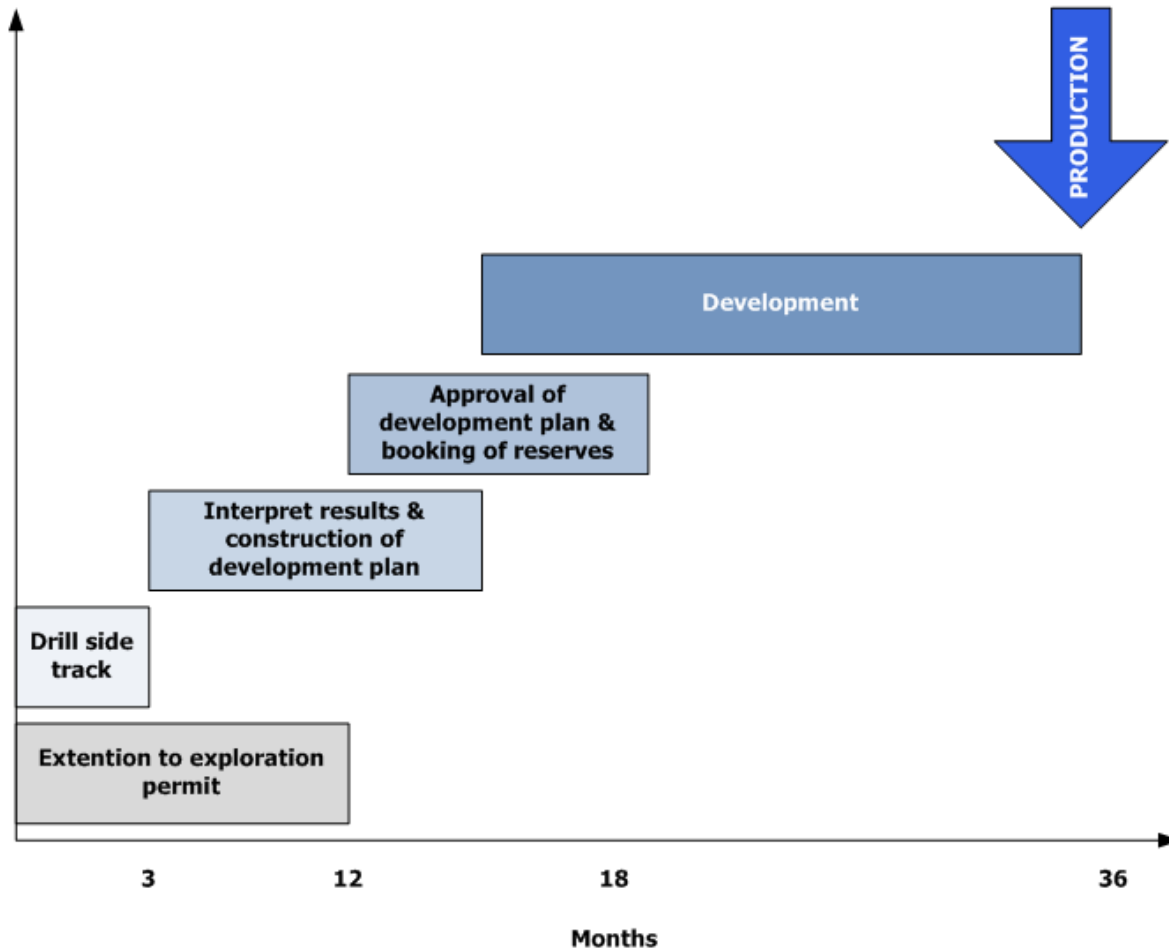 PRODUCTION
Development
Approval of
development plan &
booking of reserves
Interpret results &
construction of
development plan
Drill side
track
Extention to exploration
permit
3 12 18 36
Months